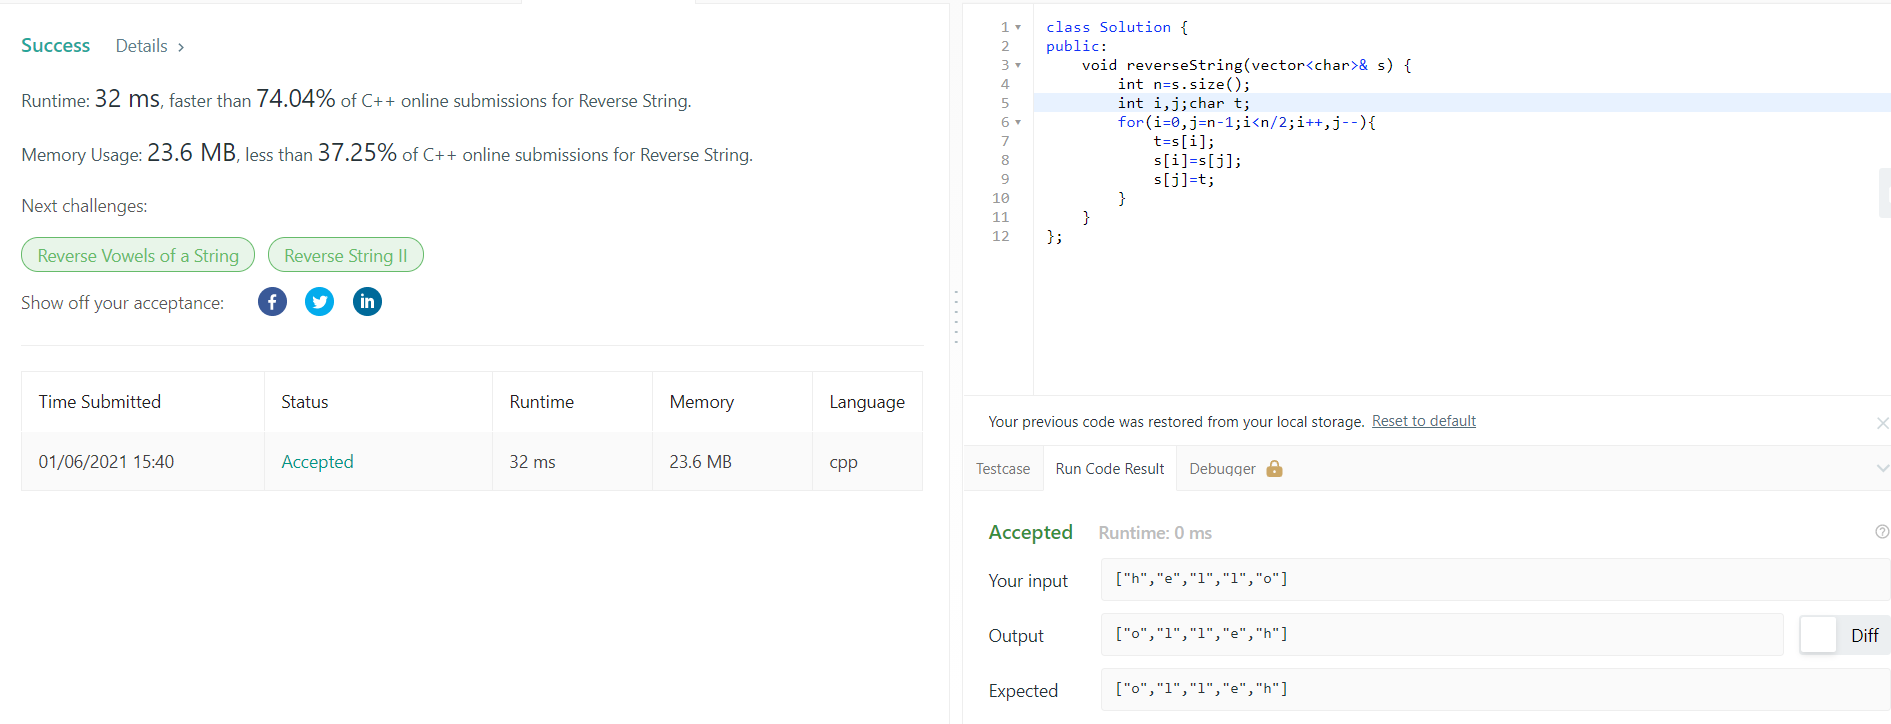 Success Details >
Runtime: 32 ms, faster than 74.04% of C++ online submissions for Reverse String.
Memory Usage: 23.6 MB, less than 37.25% of C++ online submissions for Reverse String.
Next challenges:
Reverse Vowels of a String Reverse String II
Show off your acceptance:
Time Submitted Status Runtime Memory Language
01/06/2021 15:40 Accepted 32 ms 23.6 MB cpp
1 class Solution {
2 public:
3 void reverseString(vector<char>& s) {
4 int n=s.size();
5 int i,j;char t;
6 for(i=0,j=n-1;i<n/2;i++,j--){
7 t=s[i];
8 s[i]=s[j];
9 s[j]=t;
10 }
11 }
12 };
Your previous code was restored from your local storage. Reset to default
Testcase Run Code Result Debugger
Accepted Runtime: 0 ms
Your input ["h","e","l","l","o"]
Output ["o","l","l","e","h"] Diff
Expected ["o","l","l","e","h"]